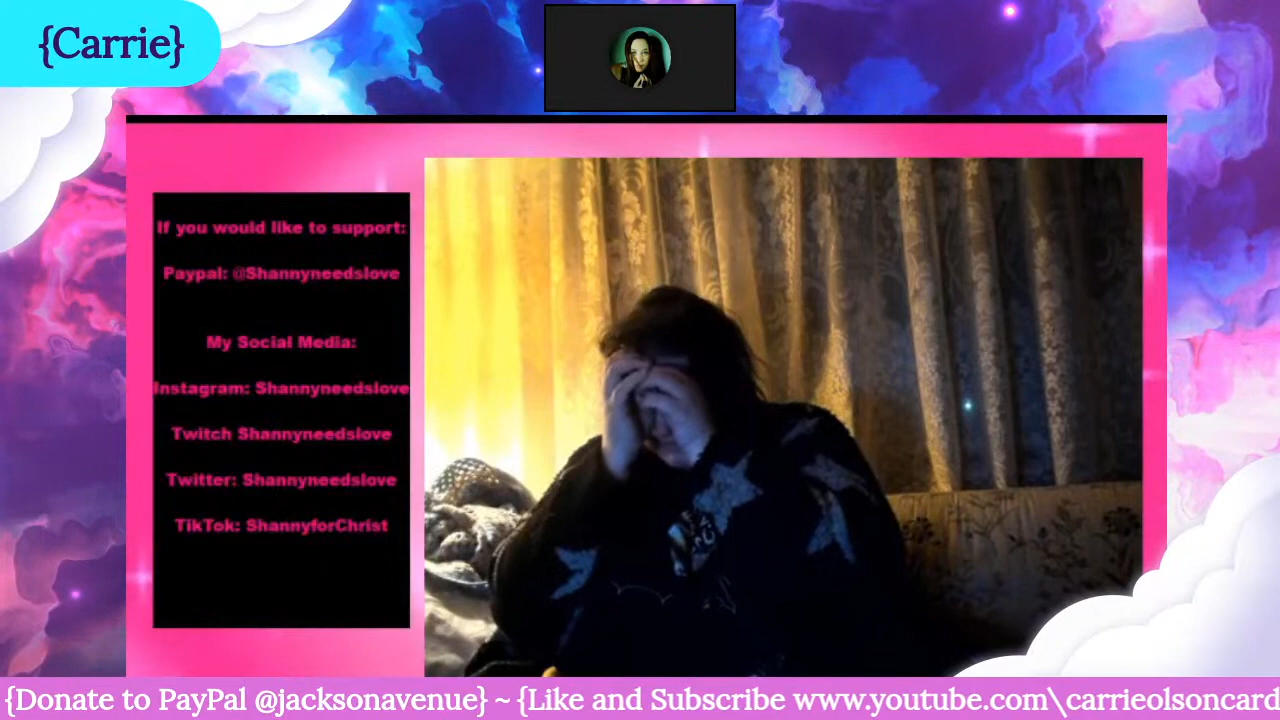 {Carrie}
If you would like to support:
Paypal: @Shannyneedslove
My Social Media:
Instagram: Shannyneedslove
Twitch Shannyneedslove
Twitter: Shannyneedslove
TikTok: ShannyforChrist
{Donate to PayPal @jacksonavenue} ~ {Like and Subscribe www.youtube.com\carrieolsoncard